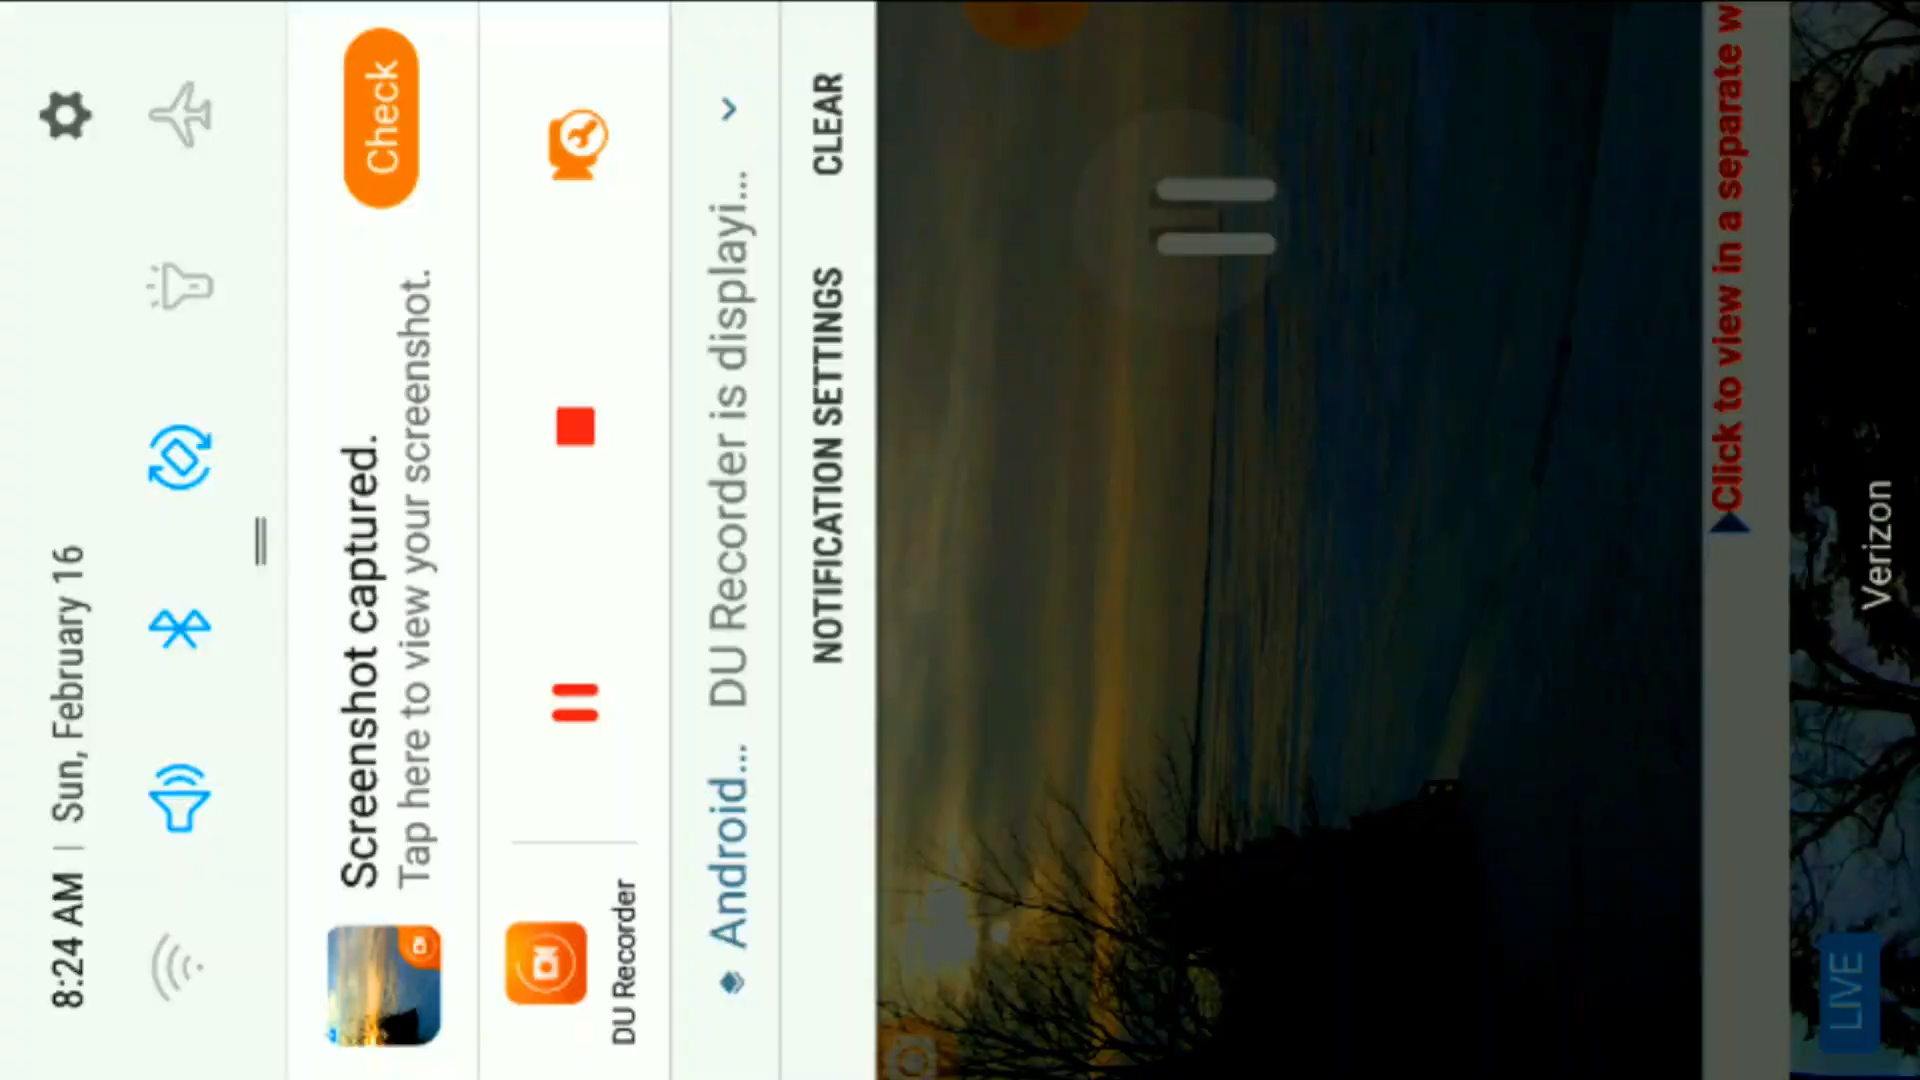 8:24 AM | Sun, February 16
Screenshot captured.
Tap here to view your screenshot.
Check
DU Recorder
Android... DU Recorder is displayi...
NOTIFICATION SETTINGS CLEAR
Click to view in a separate w
Verizon
LIVE